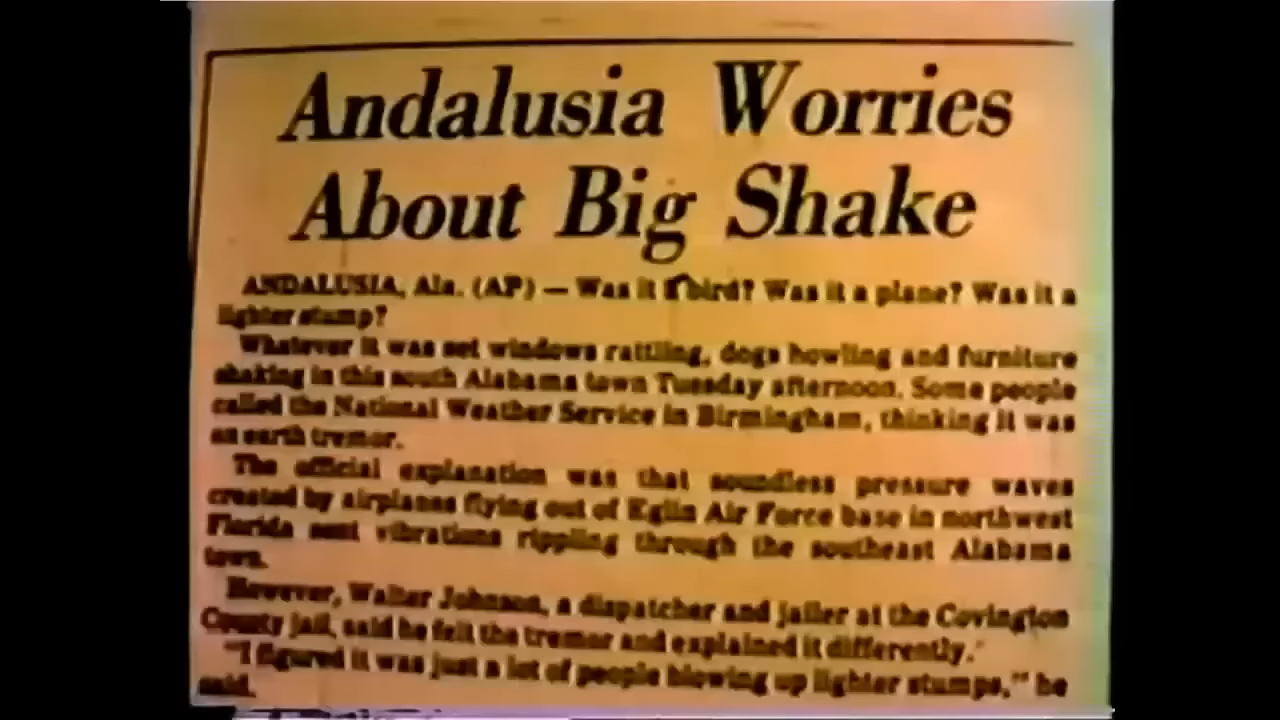 Andalusia Worries
About Big Shake
ANDALUSIA, Ala. (AP) — Was it a bird? Was it a plane? Was it a
lighter stump?
Whatever it was set windows rattling, dogs howling and furniture
shaking in this south Alabama town Tuesday afternoon. Some people
called the National Weather Service in Birmingham, thinking it was
an earth tremor.
The official explanation was that soundless pressure waves
created by airplanes flying out of Eglin Air Force base in northwest
Florida sent vibrations rippling through the southeast Alabama
town.
However, Walter Johnson, a dispatcher and jailer at the Covington
County jail, said he felt the tremor and explained it differently.
"I figured it was just a lot of people blowing up lighter stumps," he
said.